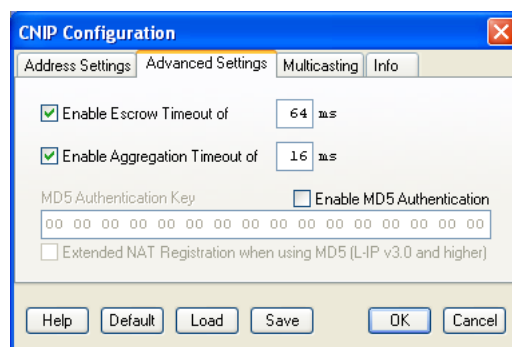 CNIP Configuration
Address Settings Advanced Settings Multicasting Info
Enable Escrow Timeout of 64 ms
Enable Aggregation Timeout of 16 ms
MD5 Authentication Key Enable MD5 Authentication
00 00 00 00 00 00 00 00 00 00 00 00 00 00 00 00
Extended NAT Registration when using MD5 (L-IP v3.0 and higher)
Help Default Load Save OK Cancel